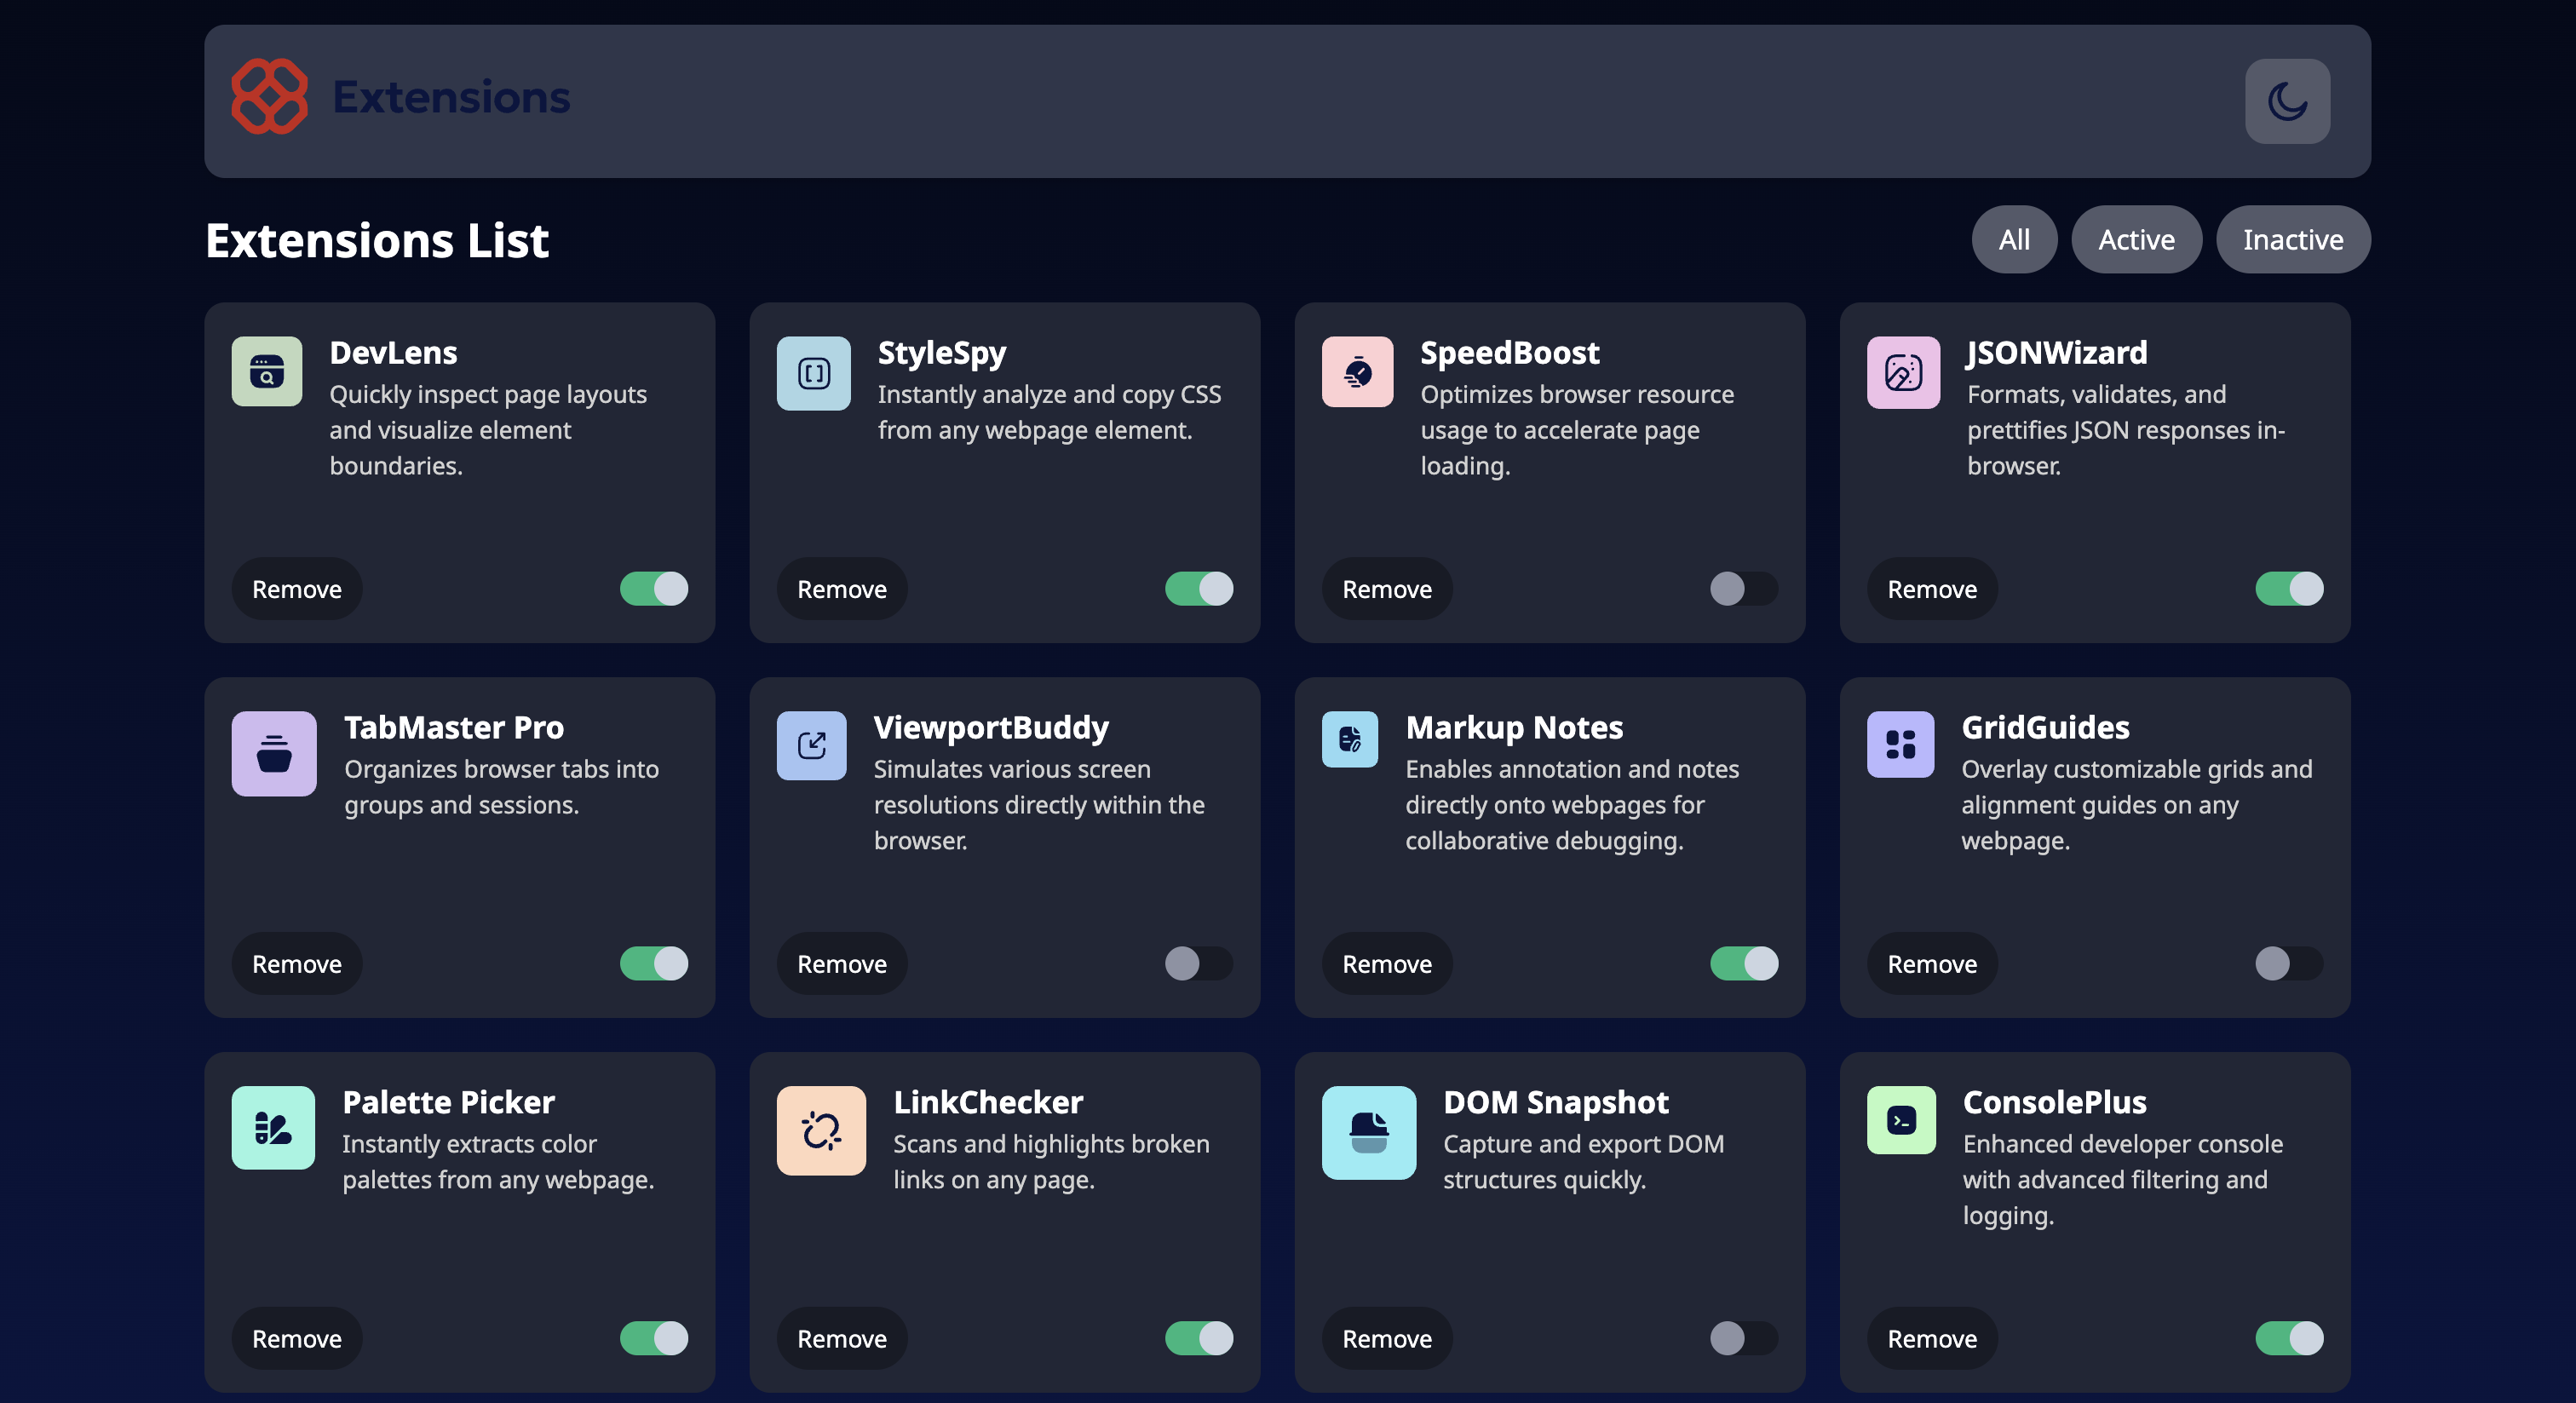 Extensions
Extensions List
All
Active
Inactive
DevLens
Quickly inspect page layouts
and visualize element
boundaries.
Remove
StyleSpy
Instantly analyze and copy CSS
from any webpage element.
Remove
SpeedBoost
Optimizes browser resource
usage to accelerate page
loading.
Remove
JSONWizard
Formats, validates, and
prettifies JSON responses in-
browser.
Remove
TabMaster Pro
Organizes browser tabs into
groups and sessions.
Remove
ViewportBuddy
Simulates various screen
resolutions directly within the
browser.
Remove
Markup Notes
Enables annotation and notes
directly onto webpages for
collaborative debugging.
Remove
GridGuides
Overlay customizable grids and
alignment guides on any
webpage.
Remove
Palette Picker
Instantly extracts color
palettes from any webpage.
Remove
LinkChecker
Scans and highlights broken
links on any page.
Remove
DOM Snapshot
Capture and export DOM
structures quickly.
Remove
ConsolePlus
Enhanced developer console
with advanced filtering and
logging.
Remove